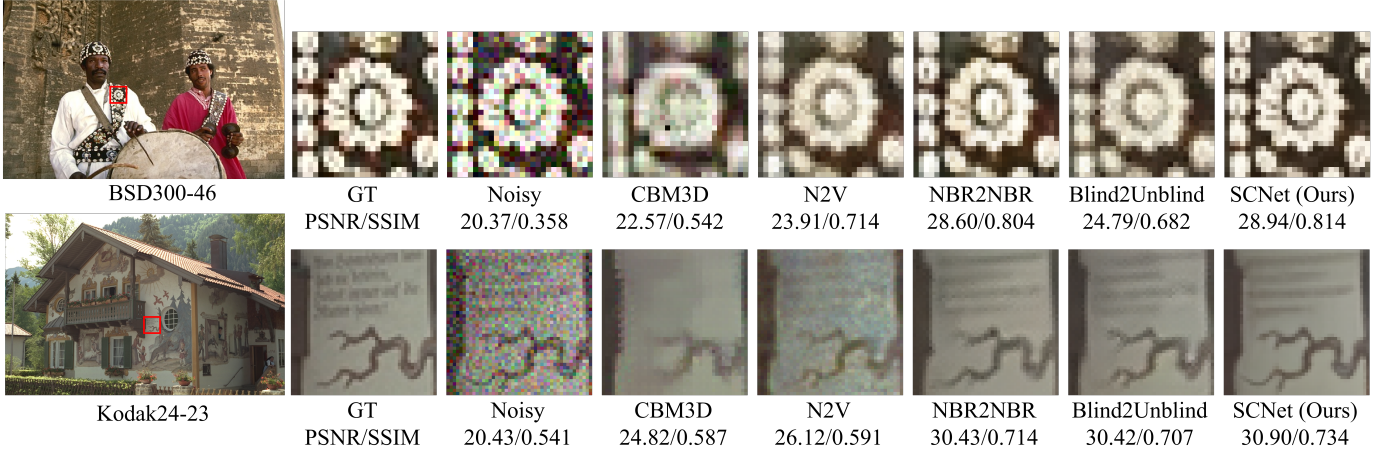 BSD300-46
GT Noisy CBM3D N2V NBR2NBR Blind2Unblind SCNet (Ours)
PSNR/SSIM 20.37/0.358 22.57/0.542 23.91/0.714 28.60/0.804 24.79/0.682 28.94/0.814
Kodak24-23
GT Noisy CBM3D N2V NBR2NBR Blind2Unblind SCNet (Ours)
PSNR/SSIM 20.43/0.541 24.82/0.587 26.12/0.591 30.43/0.714 30.42/0.707 30.90/0.734